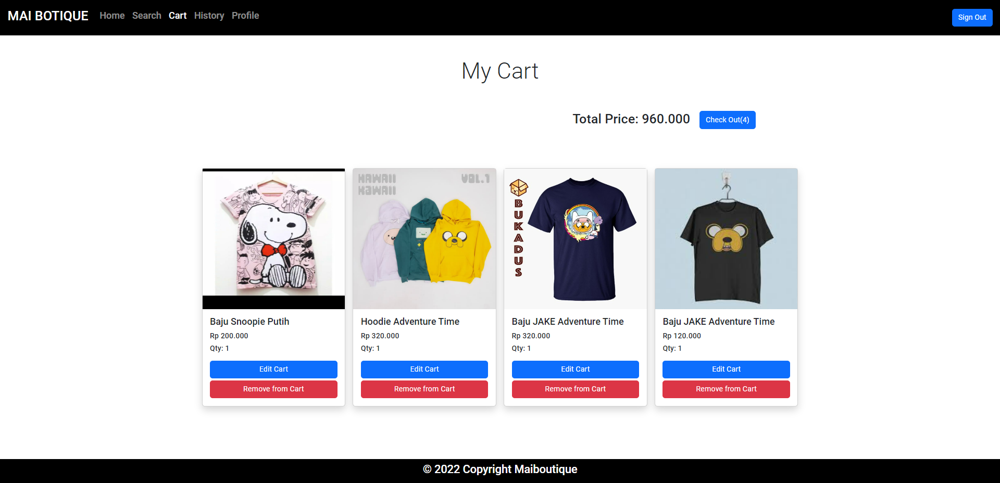 MAI BOTIQUE Home Search Cart History Profile Sign Out
My Cart
Total Price: 960.000 Check Out(4)
HAWAII VOL.1
KAWAII
BUKADUS
Baju Snoopie Putih
Rp 200.000
Qty: 1
Edit Cart
Remove from Cart
Hoodie Adventure Time
Rp 320.000
Qty: 1
Edit Cart
Remove from Cart
Baju JAKE Adventure Time
Rp 320.000
Qty: 1
Edit Cart
Remove from Cart
Baju JAKE Adventure Time
Rp 120.000
Qty: 1
Edit Cart
Remove from Cart
© 2022 Copyright Maiboutique